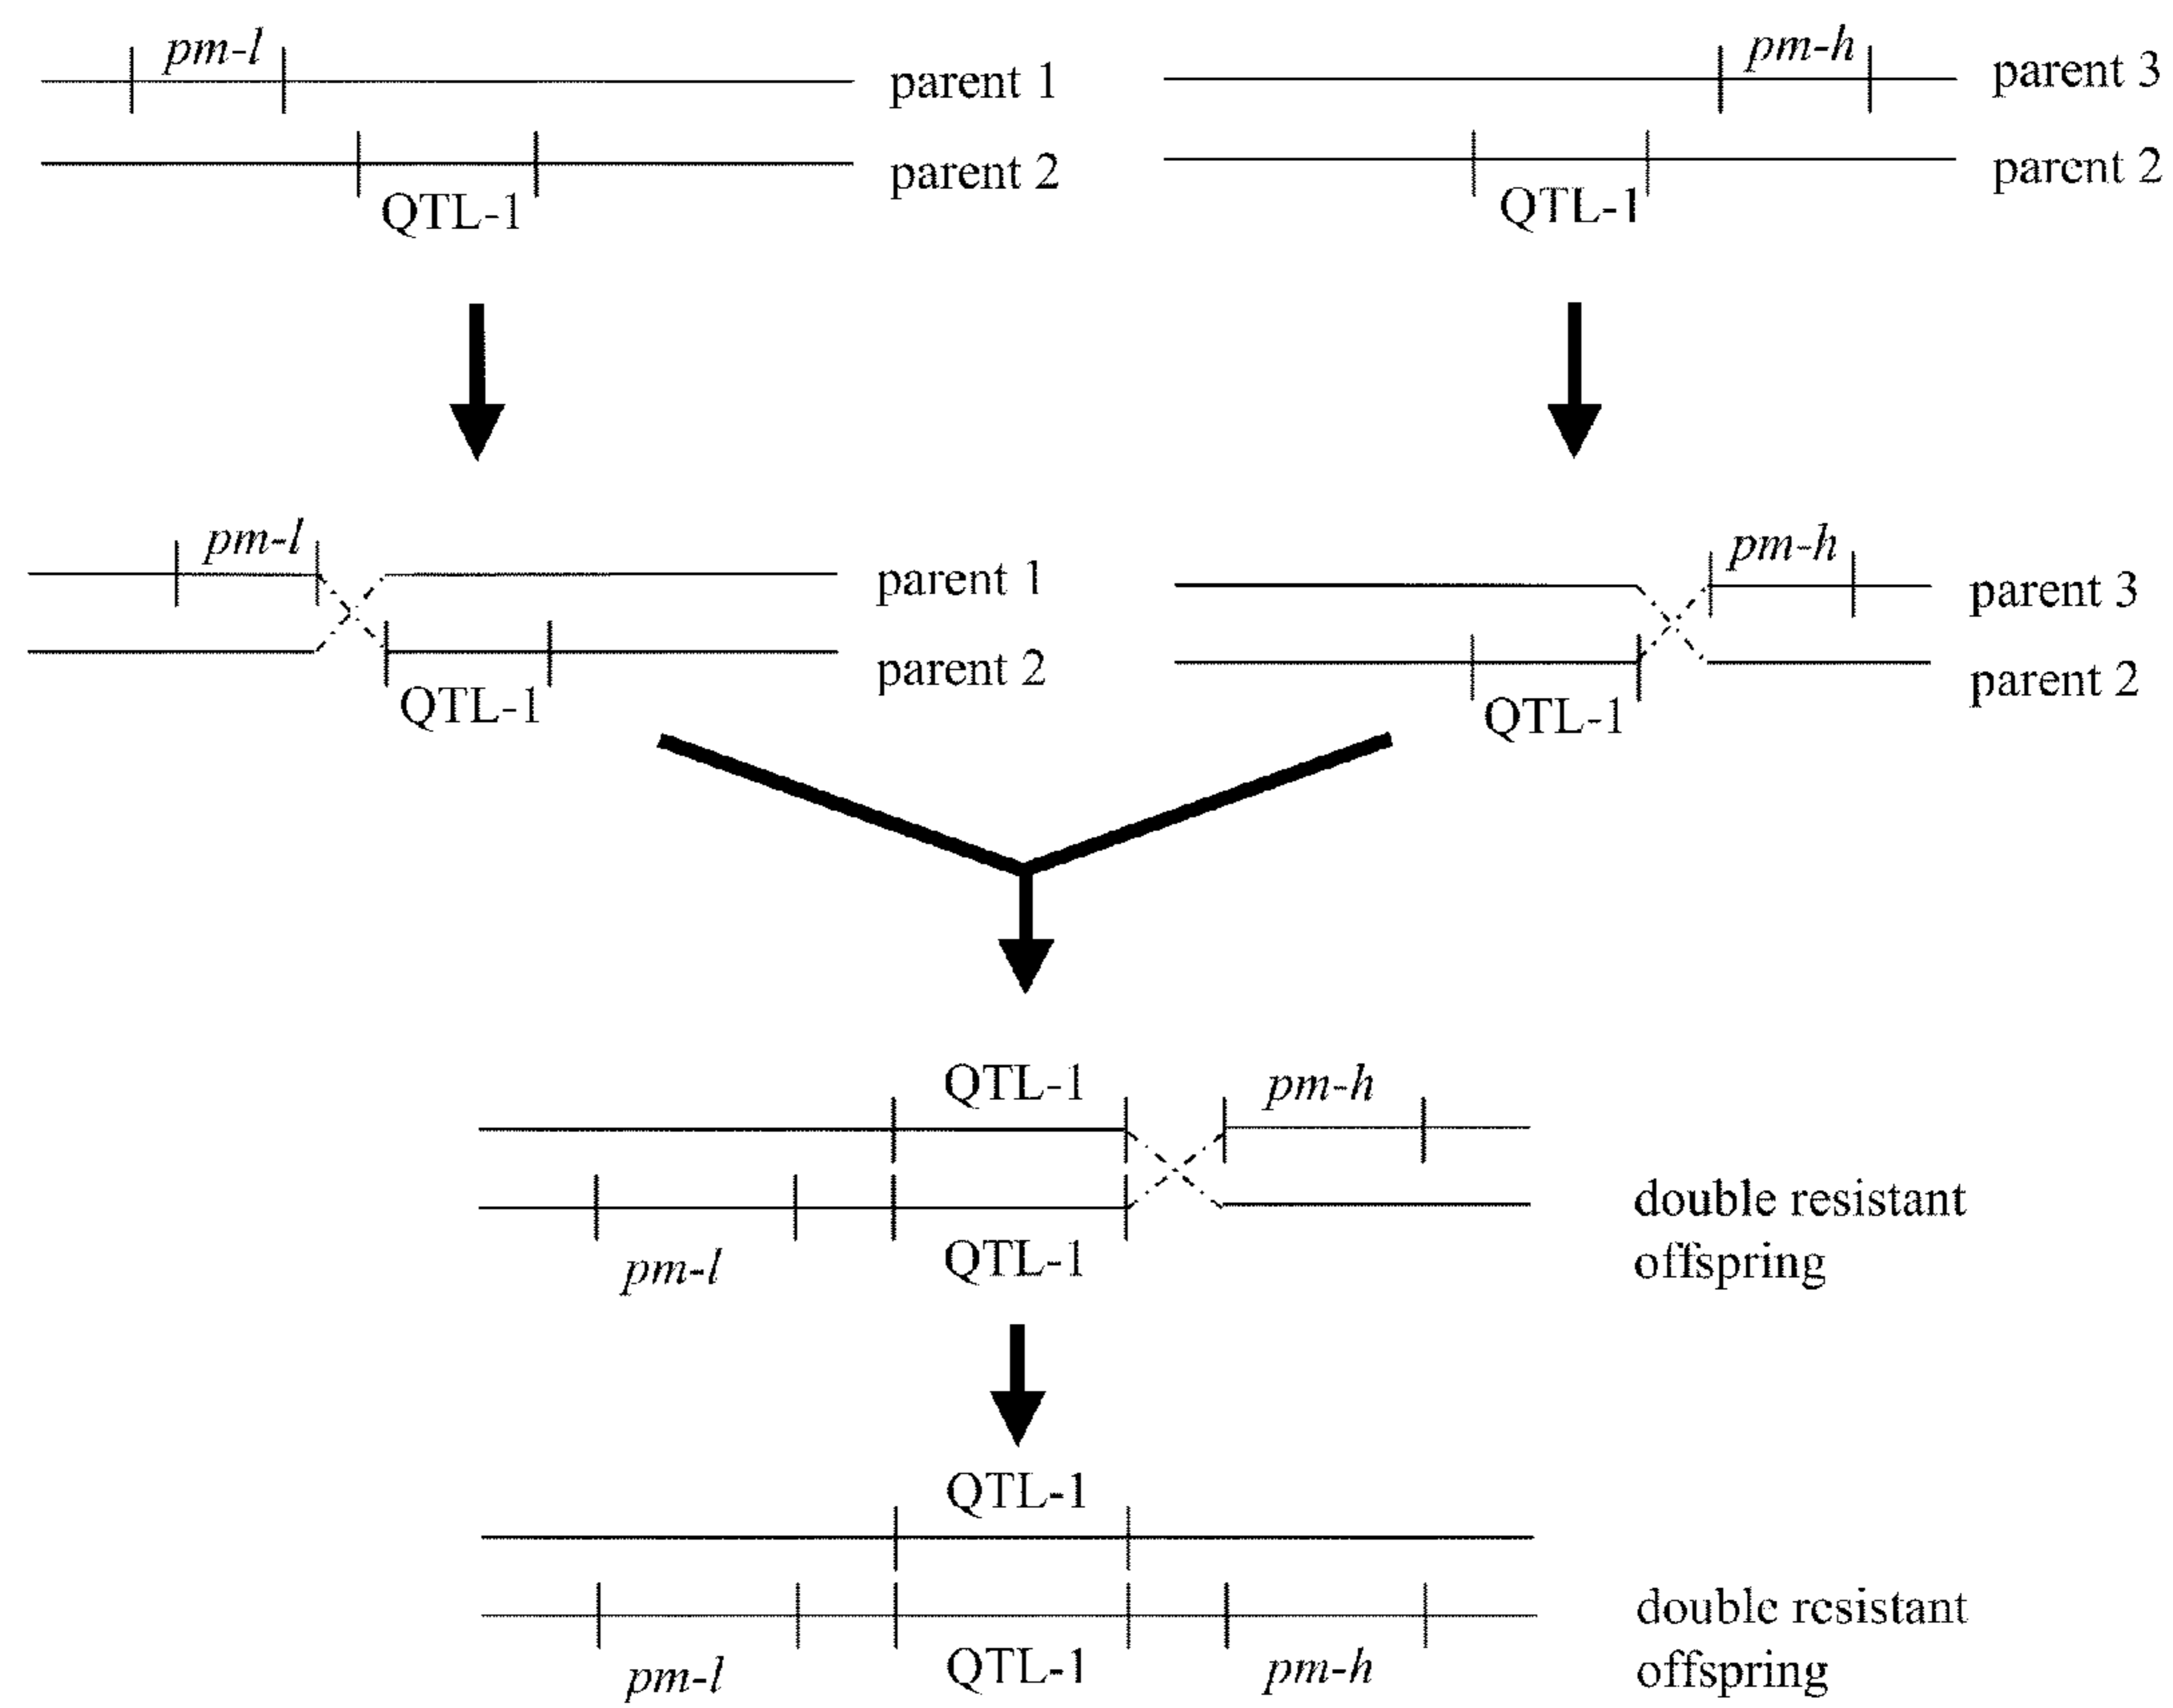 pm-l
parent 1
parent 2
QTL-1
pm-h
parent 3
parent 2
QTL-1
pm-l
parent 1
parent 2
QTL-1
pm-h
parent 3
parent 2
QTL-1
QTL-1
pm-h
pm-l
QTL-1
double resistant
offspring
QTL-1
pm-l
QTL-1
pm-h
double resistant
offspring